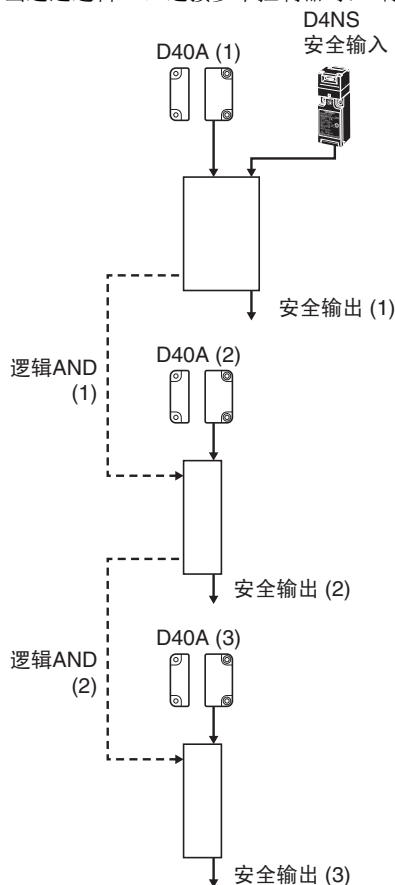 D4NS
安全输入
D40A (1)
安全输出 (1)
D40A (2)
逻辑AND
(1)
安全输出 (2)
D40A (3)
逻辑AND
(2)
安全输出 (3)